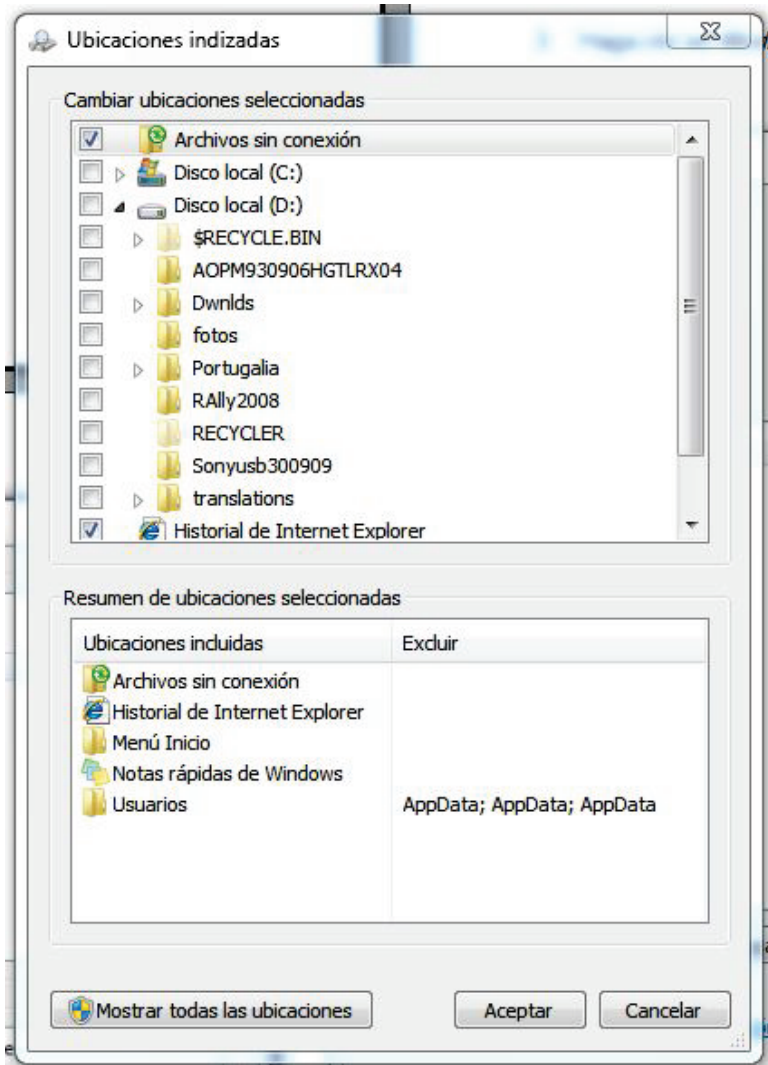 Ubicaciones indizadas
Cambiar ubicaciones seleccionadas
Archivos sin conexión
Disco local (C:)
Disco local (D:)
$RECYCLE.BIN
AOPM930906HGTLRX04
Dwnlds
fotos
Portugalia
RAlly2008
RECYCLER
Sonyusb300909
translations
Historial de Internet Explorer
Resumen de ubicaciones seleccionadas
Ubicaciones incluidas Excluir
Archivos sin conexión
Historial de Internet Explorer
Menú Inicio
Notas rápidas de Windows
Usuarios AppData; AppData; AppData
Mostrar todas las ubicaciones Aceptar Cancelar